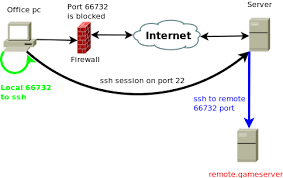 Office pc
Port 66732
is blocked
Server
Internet
Firewall
ssh session on port 22
Local 66732
to ssh
ssh to remote
66732 port
remote.gameserver